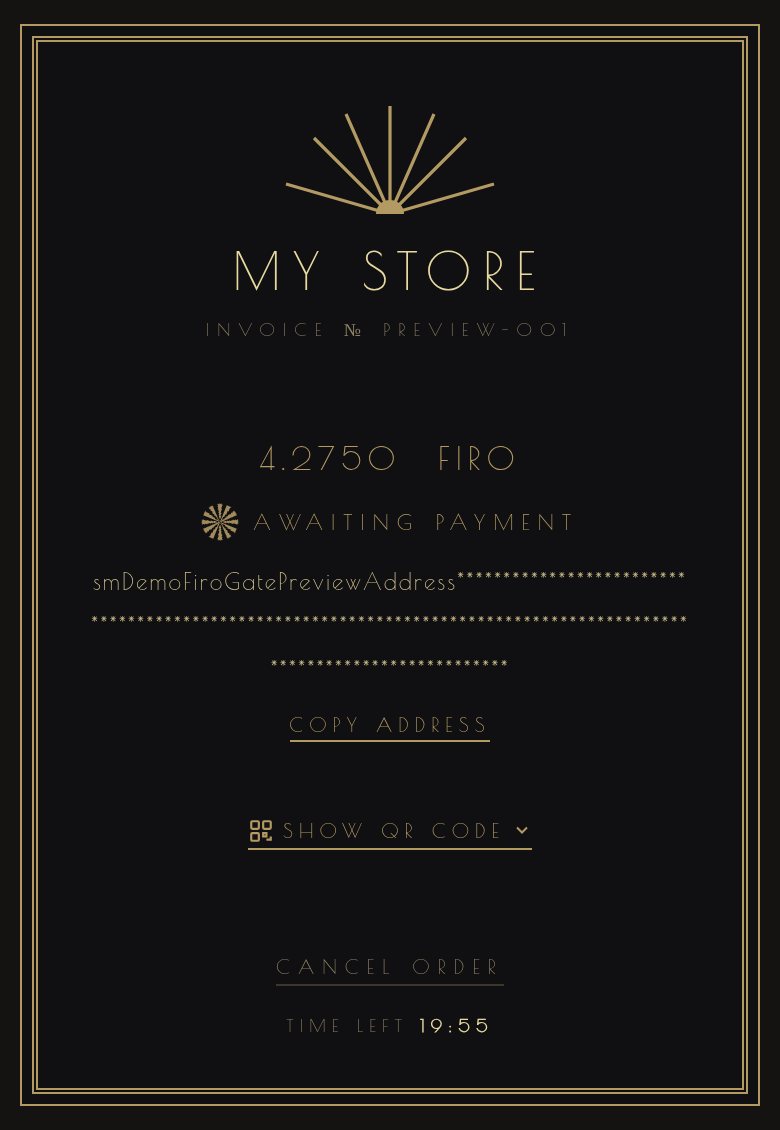 MY STORE
INVOICE № PREVIEW-001
4.2750 FIRO
AWAITING PAYMENT
smDemoFiroGatePreviewAddress*************************
*****************************************************************
**************************
COPY ADDRESS
SHOW QR CODE
CANCEL ORDER
TIME LEFT 19:55